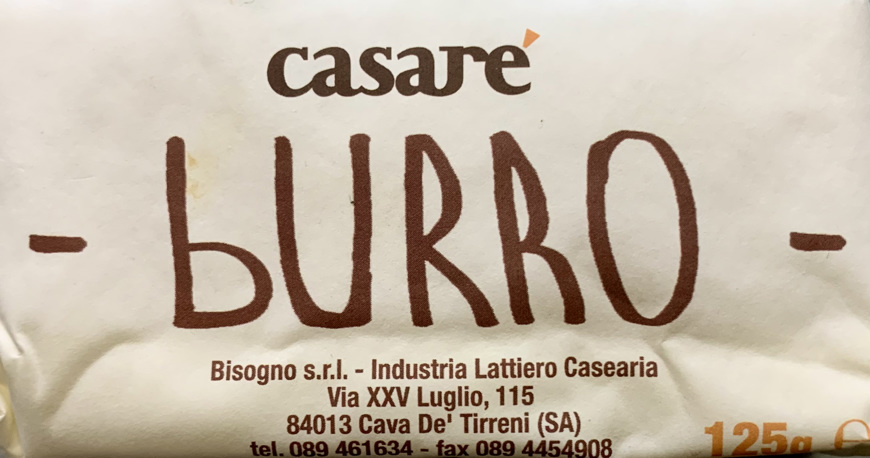 casaré
- bURRO -
Bisogno s.r.l. - Industria Lattiero Casearia
Via XXV Luglio, 115
84013 Cava De' Tirreni (SA)
tel. 089 461634 - fax 089 4454908
125g ℮